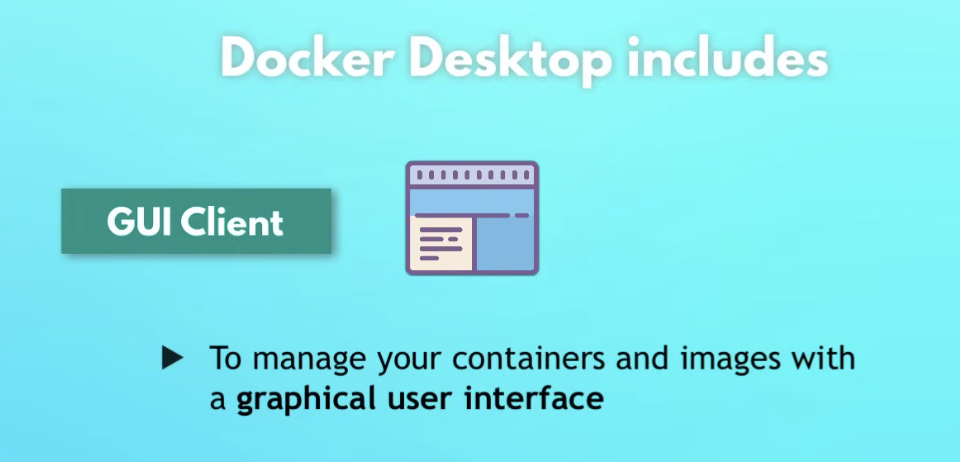 Docker Desktop includes
GUI Client
▶ To manage your containers and images with
a graphical user interface